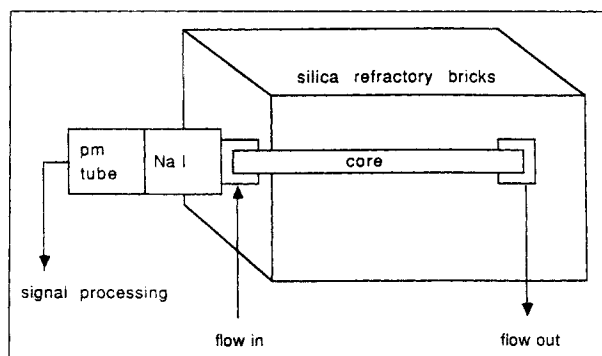 silica refractory bricks
pm
tube
Na I
core
signal processing
flow in
flow out